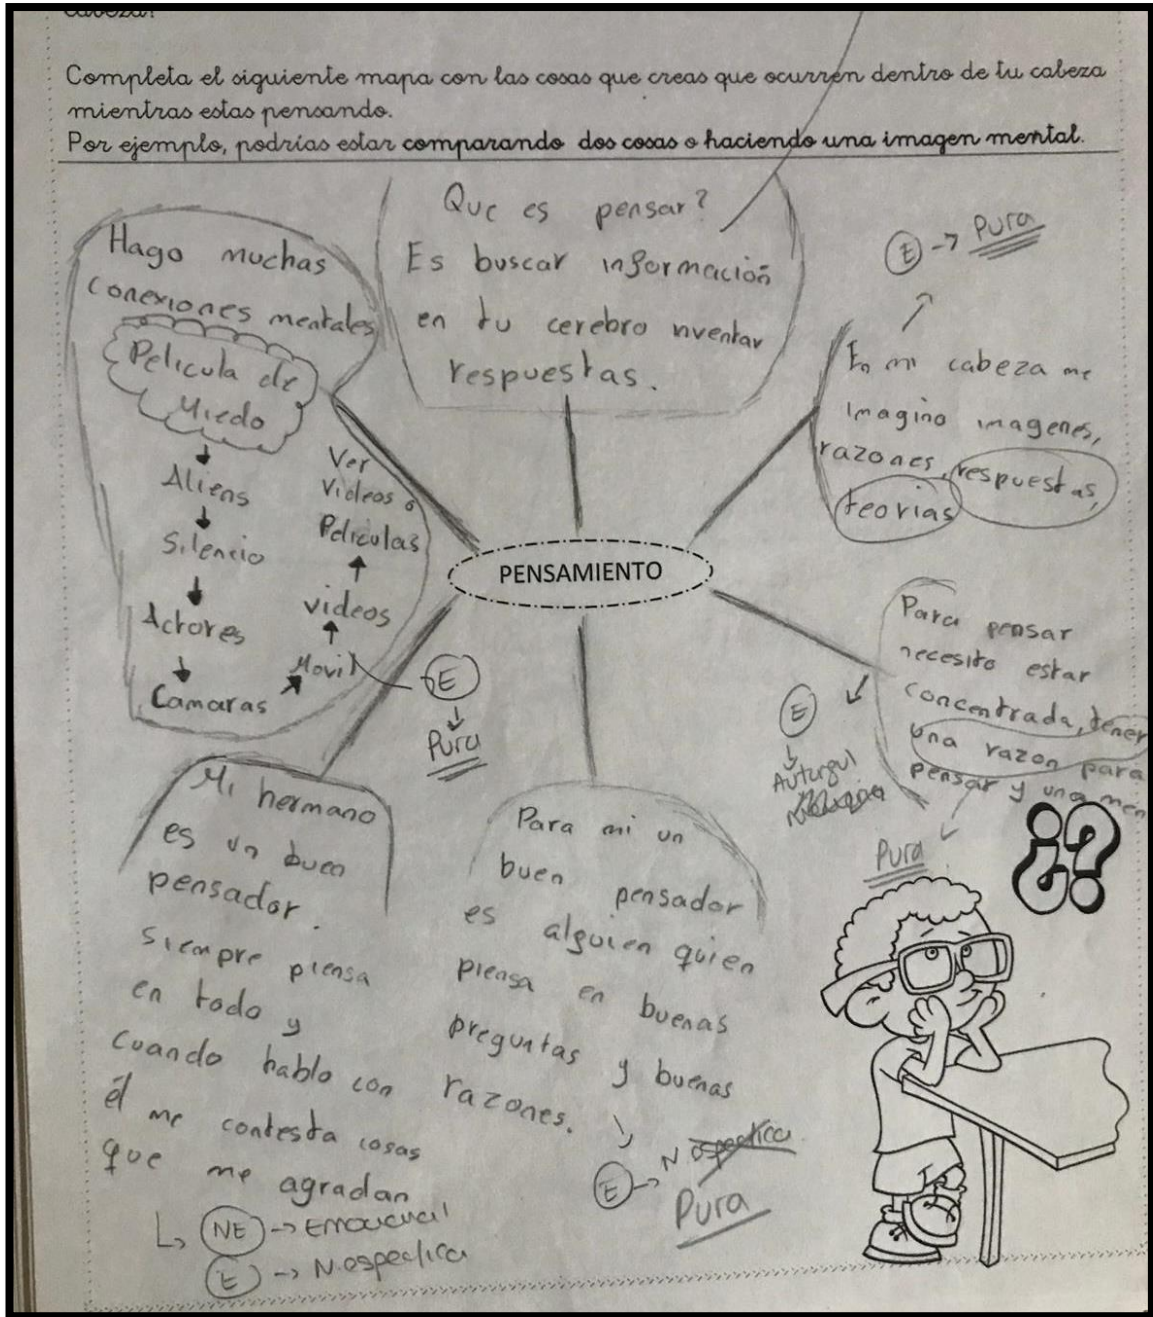 cabeza?
Completa el siguiente mapa con las cosas que creas que ocurren dentro de tu cabeza
mientras estas pensando.
Por ejemplo, podrías estar comparando dos cosas o haciendo una imagen mental.
Que es pensar?
Es buscar información
en tu cerebro nventar
respuestas.
Hago muchas
conexiones mentales
Pelicula de
Miedo
Aliens
Silencio
Actores
Camaras
Movil
videos
Ver
Videos o
Peliculas
E
Pura
E → Pura
En mi cabeza me
imagino imagenes,
razones, respuestas,
teorias
PENSAMIENTO
Para pensar
necesito estar
concentrada, tener
una razon para
pensar y una men
E
Pura
¿?
Mi hermano
es un buen
pensador.
siempre piensa
en todo y
cuando hablo con
él me contesta cosas
que me agradan
NE → Emocional
E → N.especifica
Para mi un
buen pensador
es alguien quien
piensa en buenas
preguntas y buenas
razones.
E → N.especifica
Pura